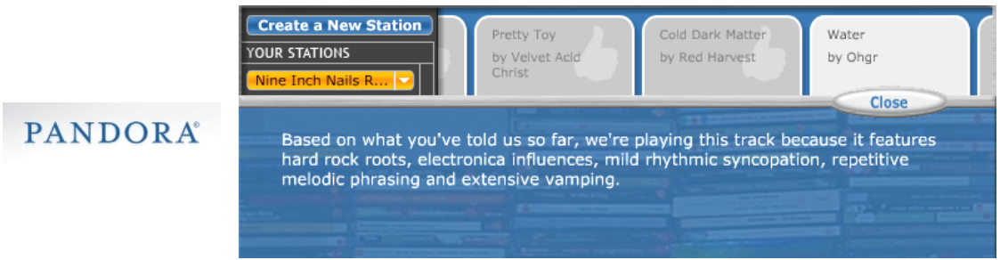 PANDORA®
Create a New Station
YOUR STATIONS
Nine Inch Nails R...
Pretty Toy
by Velvet Acid
Christ
Cold Dark Matter
by Red Harvest
Water
by Ohgr
Close
Based on what you've told us so far, we're playing this track because it features
hard rock roots, electronica influences, mild rhythmic syncopation, repetitive
melodic phrasing and extensive vamping.